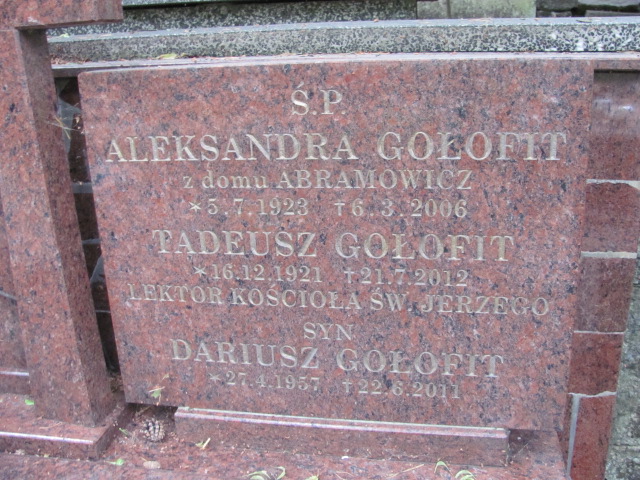 Ś.P.
ALEKSANDRA GOŁOFIT
z domu ABRAMOWICZ
*5.7.1923 †6.3.2006
TADEUSZ GOŁOFIT
*16.12.1921 †21.7.2012
LEKTOR KOŚCIOŁA ŚW. JERZEGO
SYN
DARIUSZ GOŁOFIT
*27.4.1957 †22.6.2011